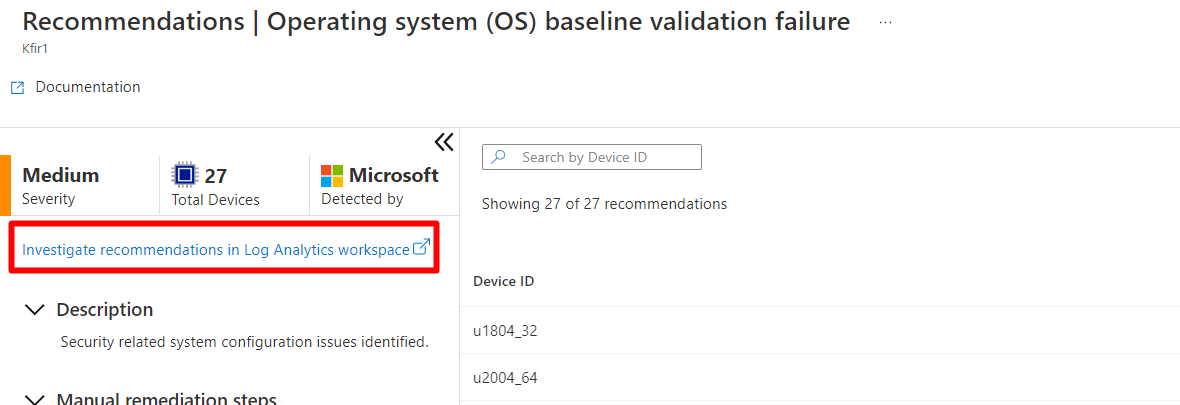 Recommendations | Operating system (OS) baseline validation failure ...
Kfir1
Documentation
Medium
Severity
27
Total Devices
Microsoft
Detected by
Investigate recommendations in Log Analytics workspace
Description
Security related system configuration issues identified.
Manual remediation steps
Search by Device ID
Showing 27 of 27 recommendations
Device ID
u1804_32
u2004_64